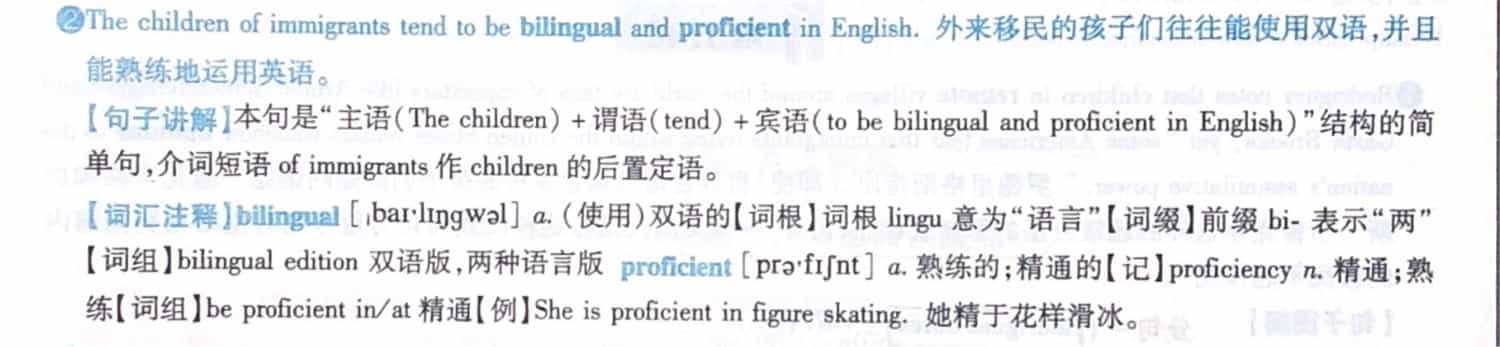 ②The children of immigrants tend to be bilingual and proficient in English. 外来移民的孩子们往往能使用双语,并且
能熟练地运用英语。
【句子讲解】本句是“主语(The children)+谓语(tend)+宾语(to be bilingual and proficient in English)”结构的简
单句,介词短语 of immigrants 作 children 的后置定语。
【词汇注释】bilingual [ˌbaɪˈlɪŋɡwəl] a. (使用)双语的【词根】词根 lingu 意为“语言”【词缀】前缀 bi- 表示“两”
【词组】bilingual edition 双语版,两种语言版 proficient [prəˈfɪʃnt] a. 熟练的;精通的【记】proficiency n. 精通;熟
练【词组】be proficient in/at 精通【例】She is proficient in figure skating. 她精于花样滑冰。